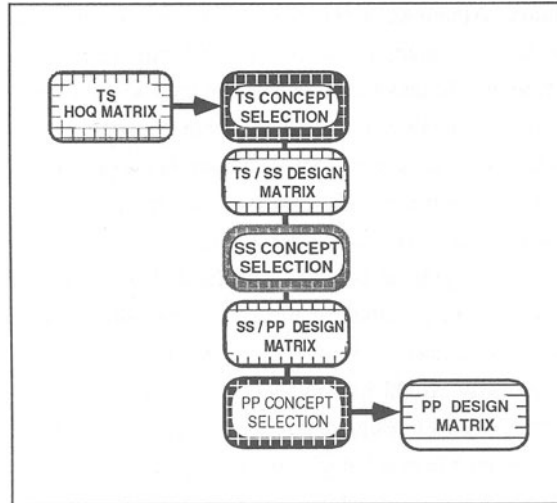 TS
HOQ MATRIX
TS CONCEPT
SELECTION
TS / SS DESIGN
MATRIX
SS CONCEPT
SELECTION
SS / PP DESIGN
MATRIX
PP CONCEPT
SELECTION
PP DESIGN
MATRIX